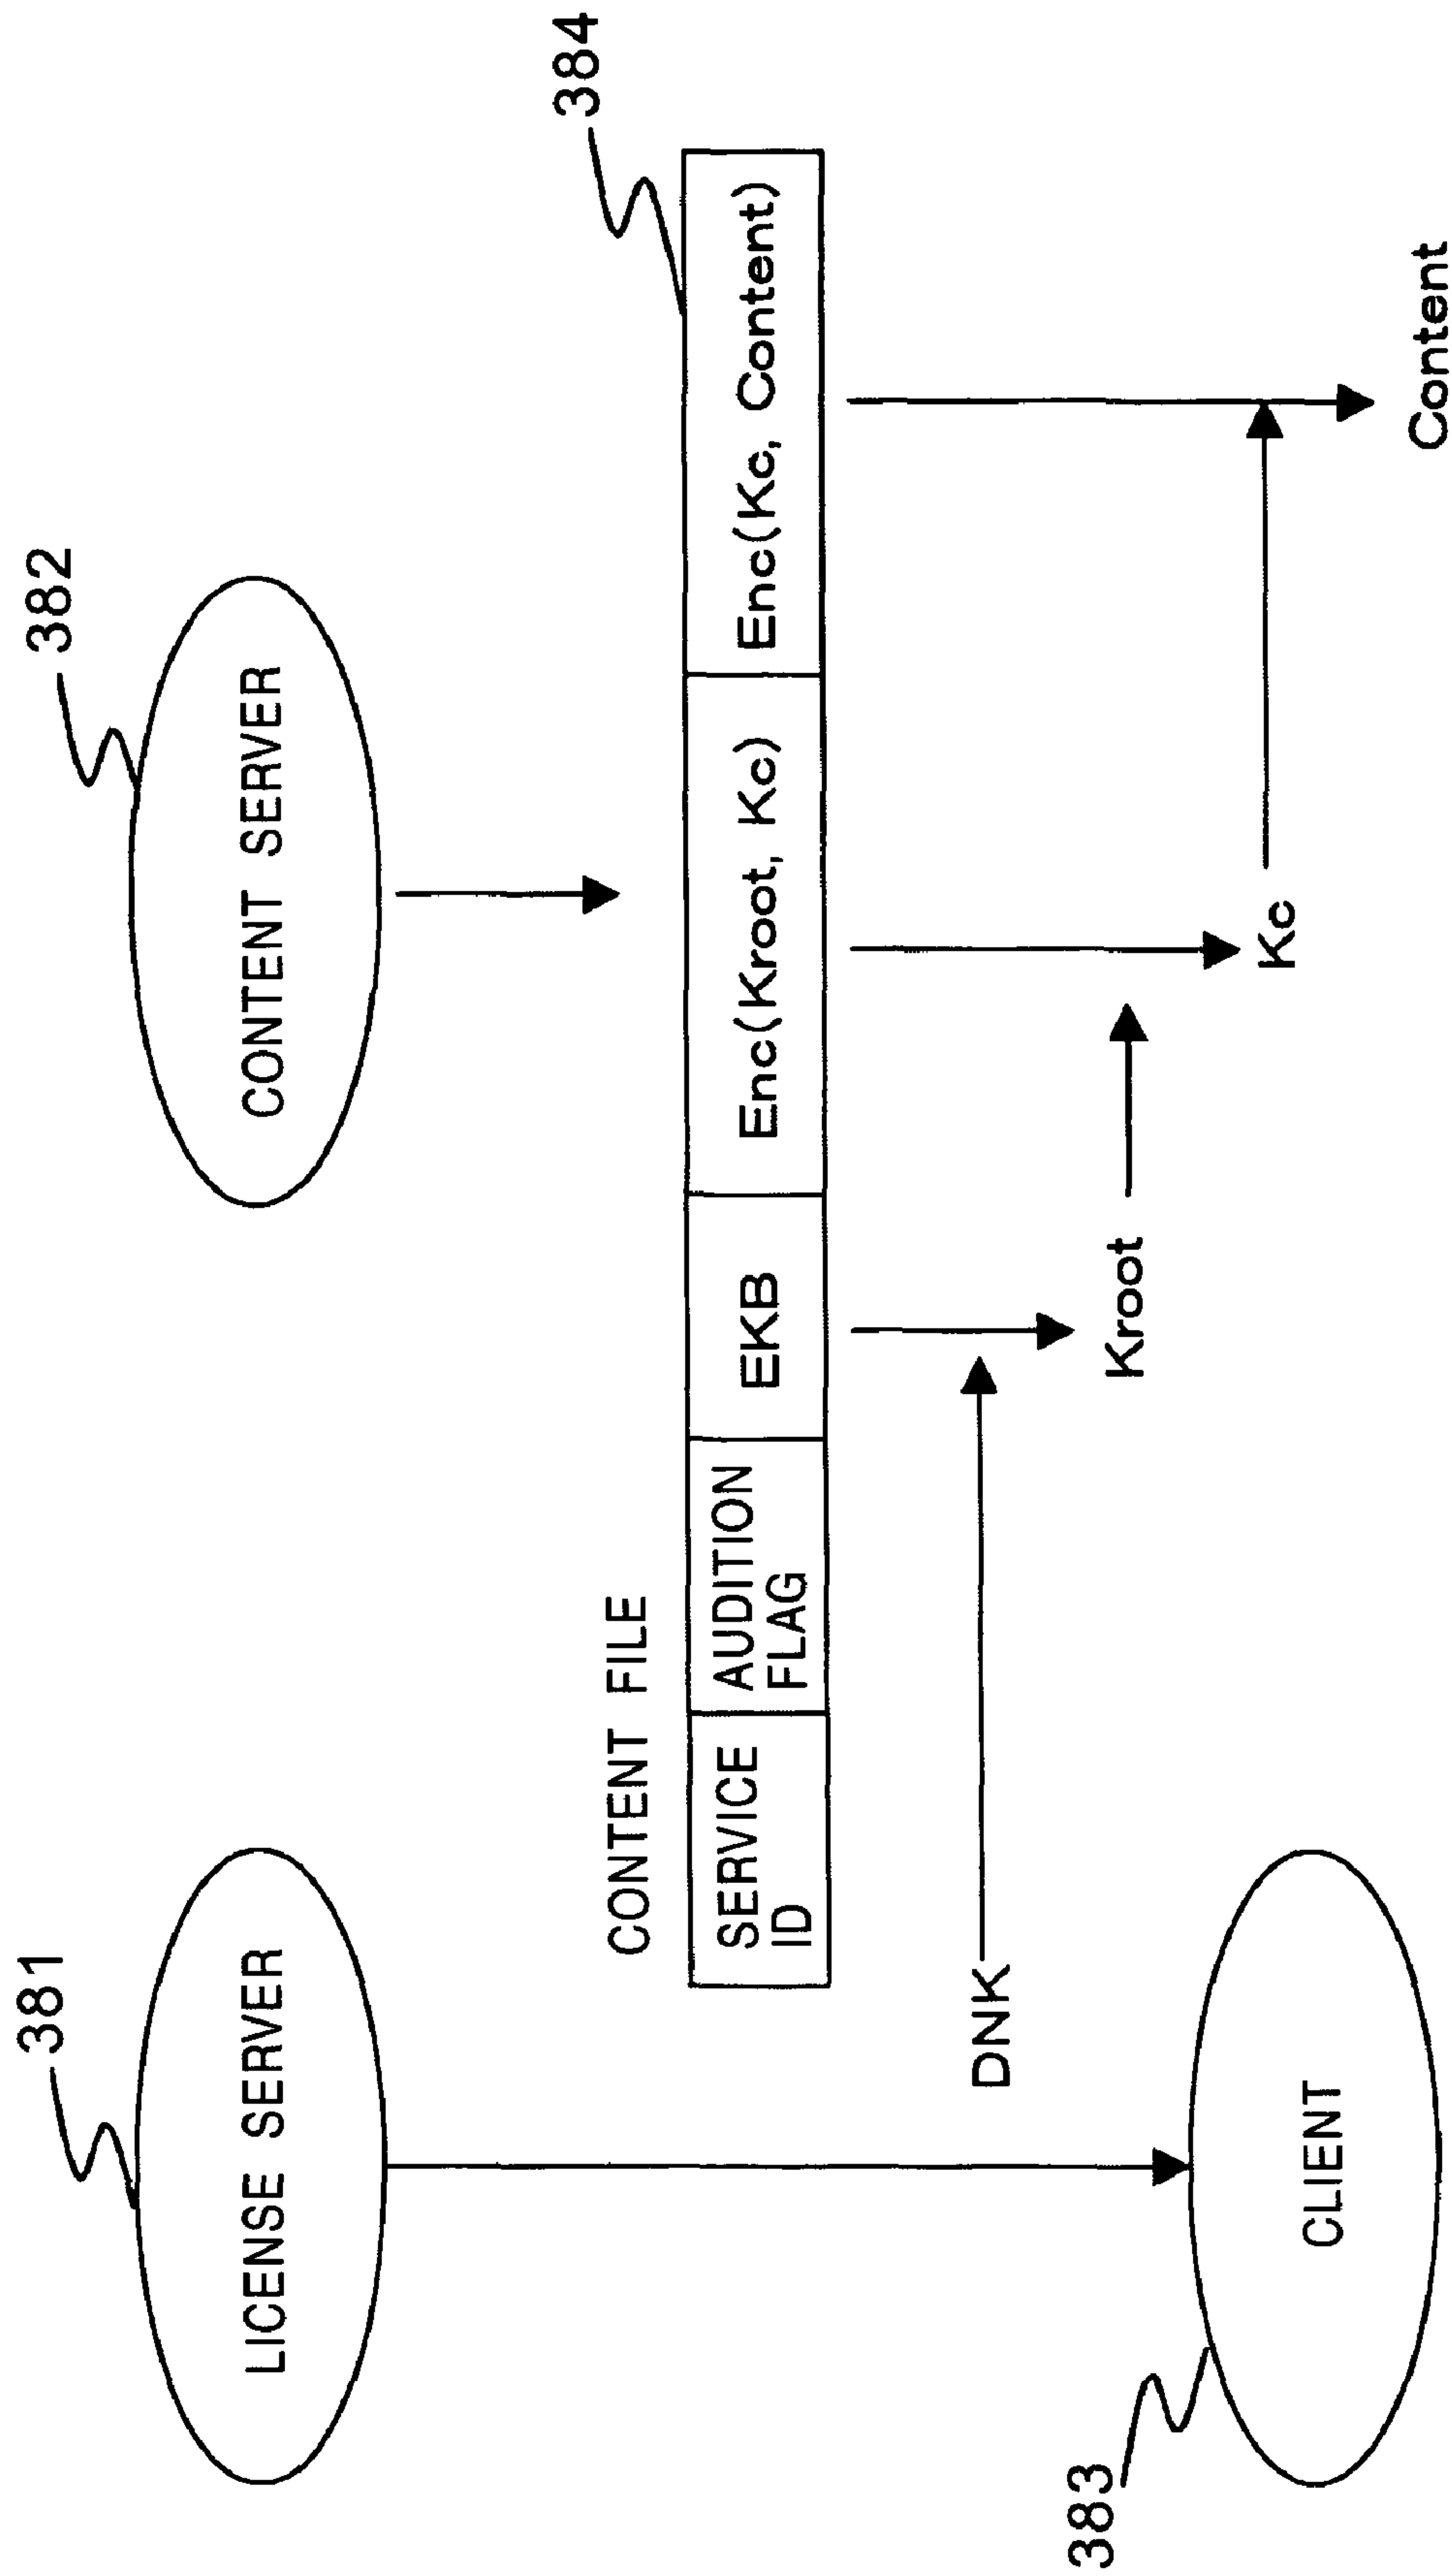 381
382
LICENSE SERVER
CONTENT SERVER
384
CONTENT FILE
SERVICE
ID
AUDITION
FLAG
EKB
Enc(Kroot, Kc)
Enc(Kc, Content)
DNK
Kroot
Kc
383
CLIENT
Content